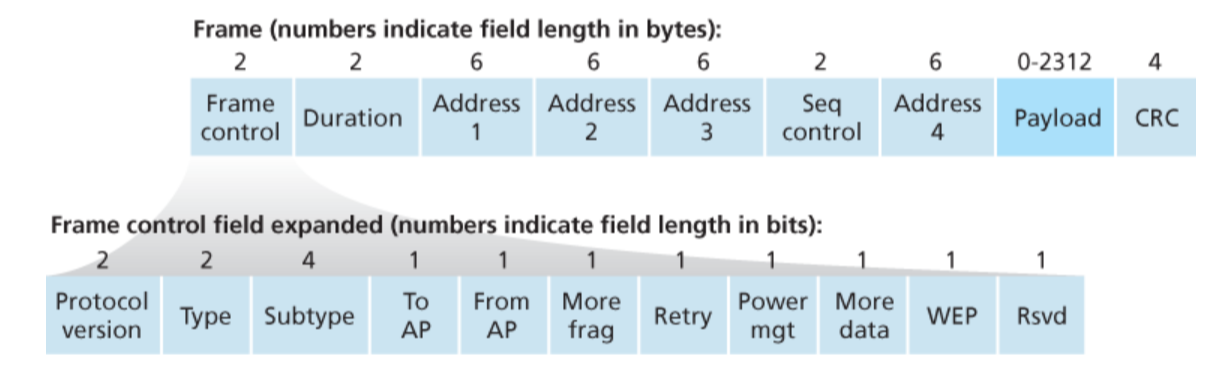 Frame (numbers indicate field length in bytes):
2 2 6 6 6 2 6 0-2312 4
Frame control Duration Address 1 Address 2 Address 3 Seq control Address 4 Payload CRC
Frame control field expanded (numbers indicate field length in bits):
2 2 4 1 1 1 1 1 1 1 1
Protocol version Type Subtype To AP From AP More frag Retry Power mgt More data WEP Rsvd